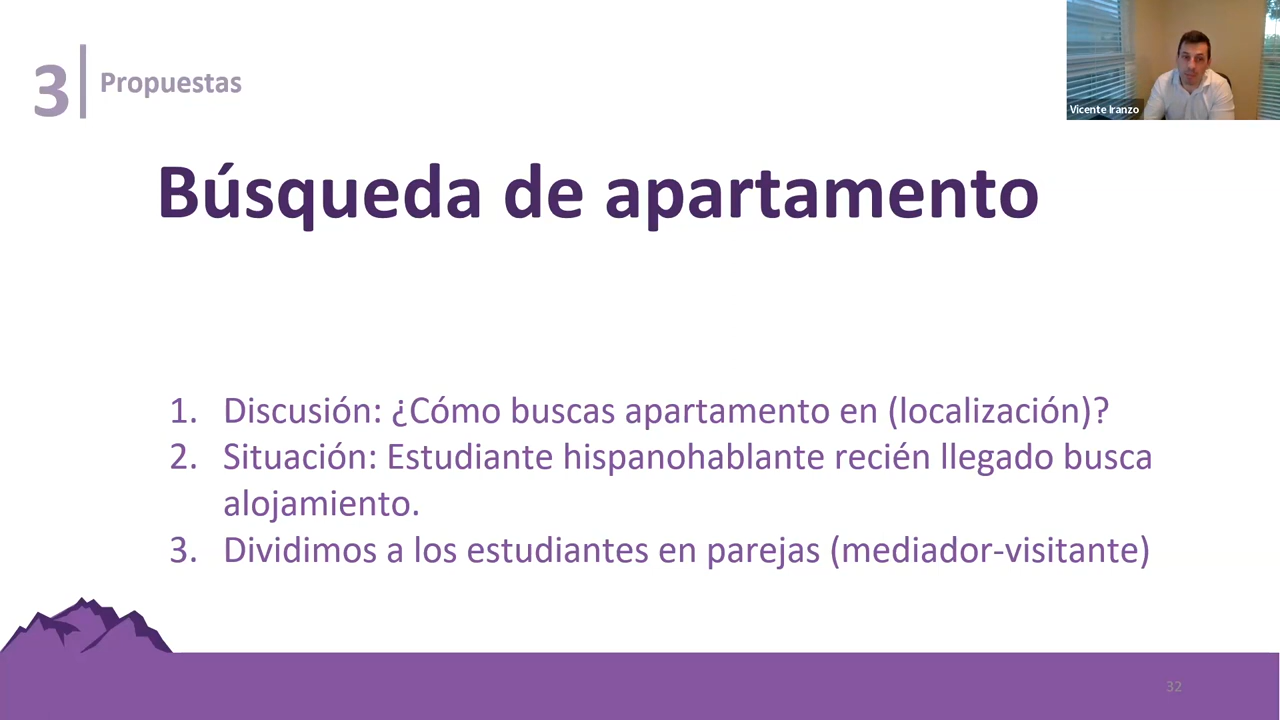 3
Propuestas
Vicente Iranzo
Búsqueda de apartamento
1. Discusión: ¿Cómo buscas apartamento en (localización)?
2. Situación: Estudiante hispanohablante recién llegado busca
alojamiento.
3. Dividimos a los estudiantes en parejas (mediador-visitante)
32